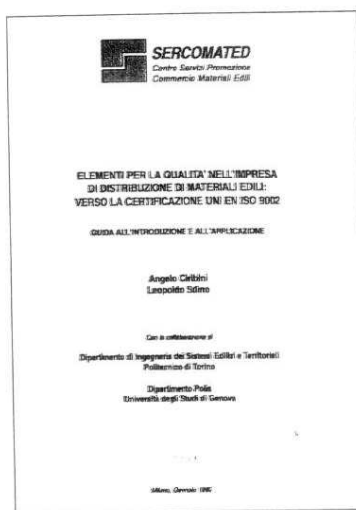 SERCOMATED
Centro Servizi Promozione
Commercio Materiali Edili
ELEMENTI PER LA QUALITA' NELL'IMPRESA
DI DISTRIBUZIONE DI MATERIALI EDILI:
VERSO LA CERTIFICAZIONE UNI EN ISO 9002
GUIDA ALL'INTRODUZIONE E ALL'APPLICAZIONE
Angelo Ciribini
Leopoldo Sdino
Con la collaborazione di
Dipartimento di Ingegneria dei Sistemi Edilizi e Territoriali
Politecnico di Torino
Dipartimento Polis
Università degli Studi di Genova
Milano, Gennaio